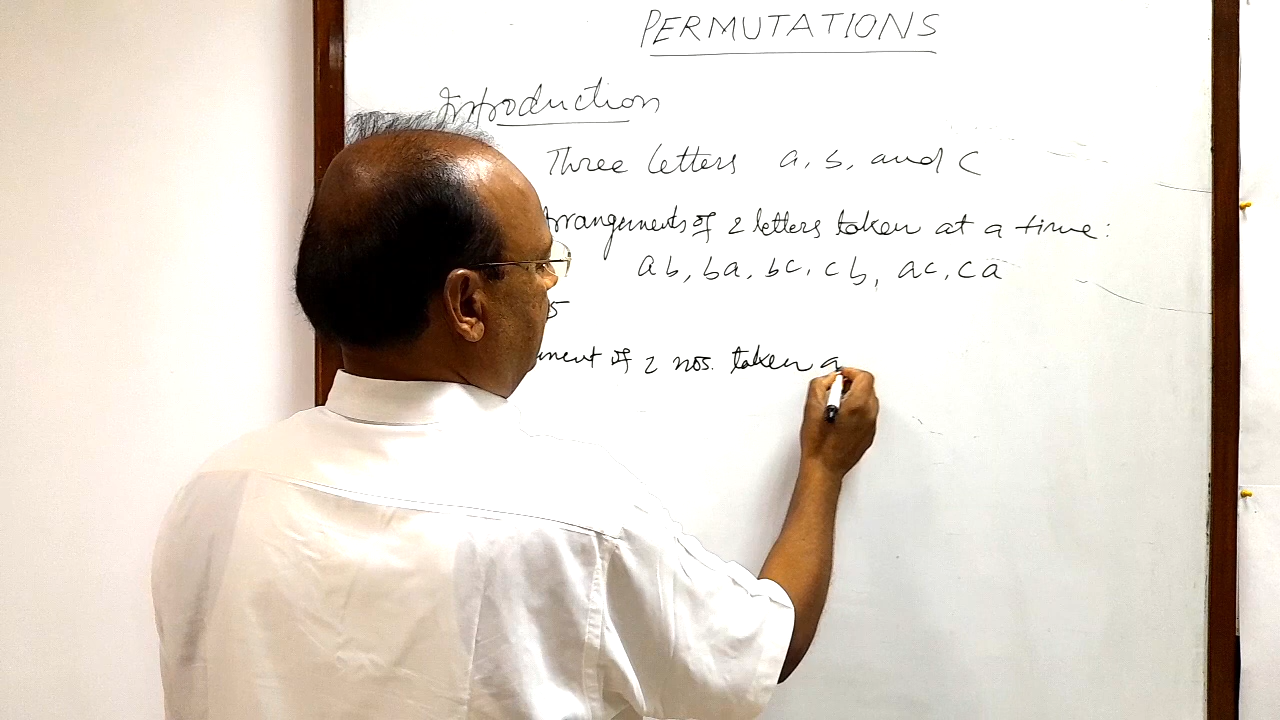 PERMUTATIONS
Introduction
Three letters a, b, and c
Arrangements of 2 letters taken at a time:
ab, ba, bc, cb, ac, ca
5
ment of 2 nos. taken a